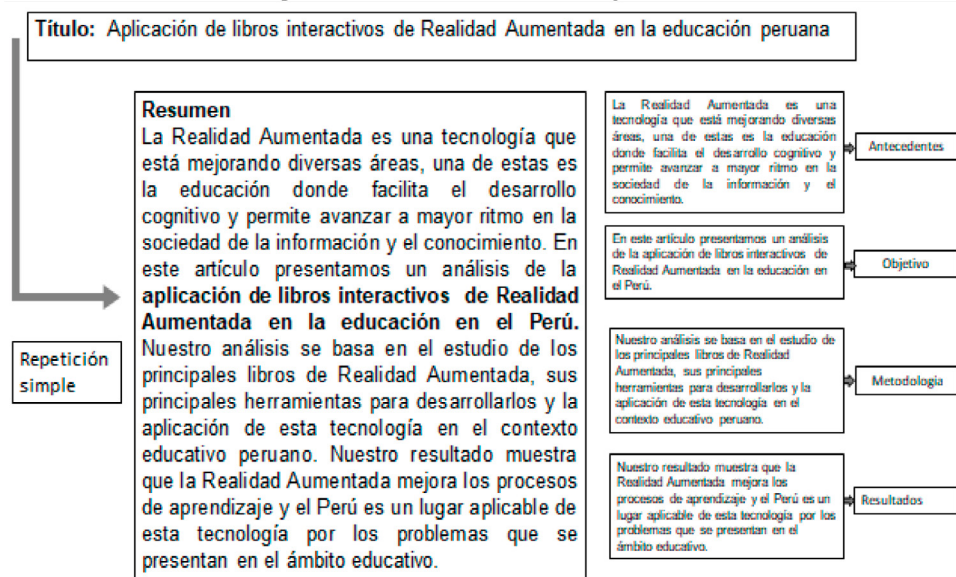 Título: Aplicación de libros interactivos de Realidad Aumentada en la educación peruana
Resumen
La Realidad Aumentada es una tecnología que
está mejorando diversas áreas, una de estas es
la educación donde facilita el desarrollo
cognitivo y permite avanzar a mayor ritmo en la
sociedad de la información y el conocimiento. En
este artículo presentamos un análisis de la
aplicación de libros interactivos de Realidad
Aumentada en la educación en el Perú.
Nuestro análisis se basa en el estudio de los
principales libros de Realidad Aumentada, sus
principales herramientas para desarrollarlos y la
aplicación de esta tecnología en el contexto
educativo peruano. Nuestro resultado muestra
que la Realidad Aumentada mejora los procesos
de aprendizaje y el Perú es un lugar aplicable de
esta tecnología por los problemas que se
presentan en el ámbito educativo.
Repetición
simple
La Realidad Aumentada es una
tecnología que está mejorando diversas
áreas, una de estas es la educación
donde facilita el desarrollo cognitivo y
permite avanzar a mayor ritmo en la
sociedad de la información y el
conocimiento.
Antecedentes
En este artículo presentamos un análisis
de la aplicación de libros interactivos de
Realidad Aumentada en la educación en
el Perú.
Objetivo
Nuestro análisis se basa en el estudio de
los principales libros de Realidad
Aumentada, sus principales
herramientas para desarrollarlos y la
aplicación de esta tecnología en el
contexto educativo peruano.
Metodologia
Nuestro resultado muestra que la
Realidad Aumentada mejora los
procesos de aprendizaje y el Perú es un
lugar aplicable de esta tecnología por los
problemas que se presentan en el
ámbito educativo.
Resultados